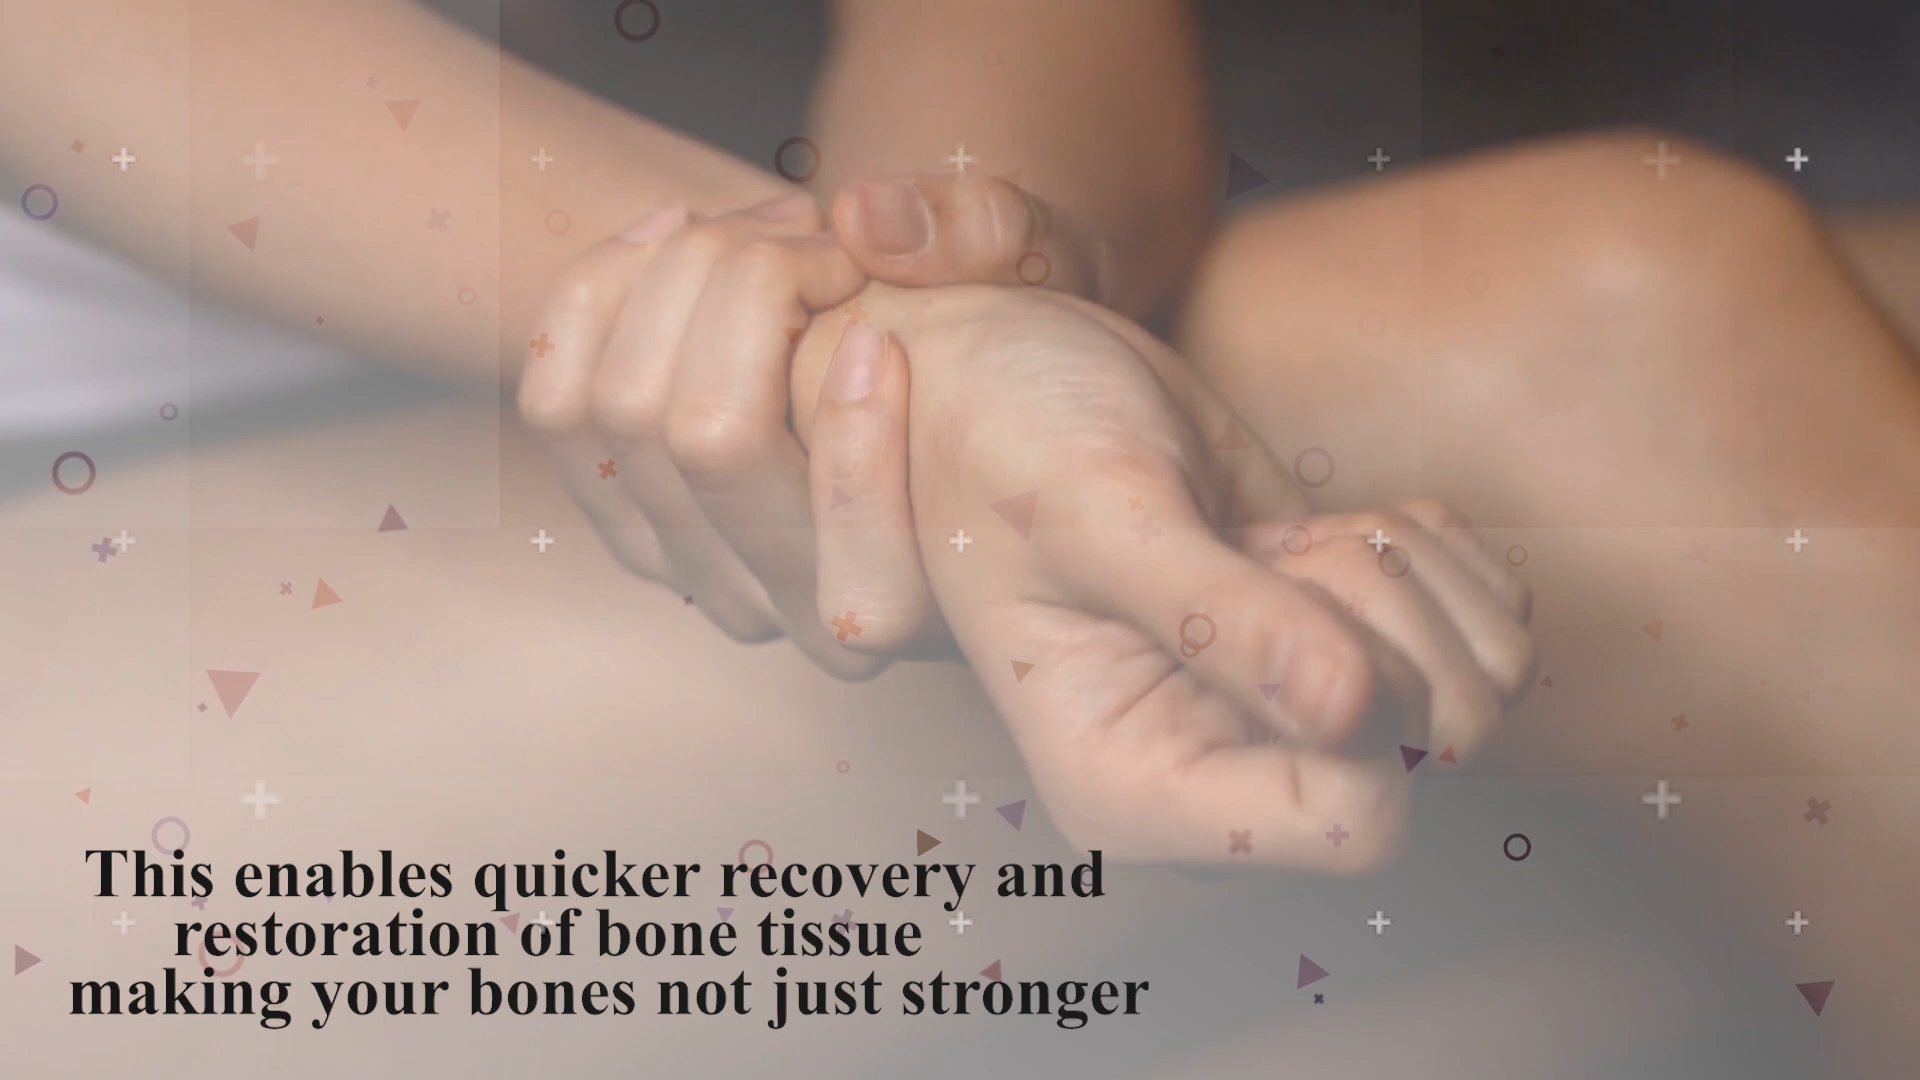 This enables quicker recovery and
restoration of bone tissue
making your bones not just stronger